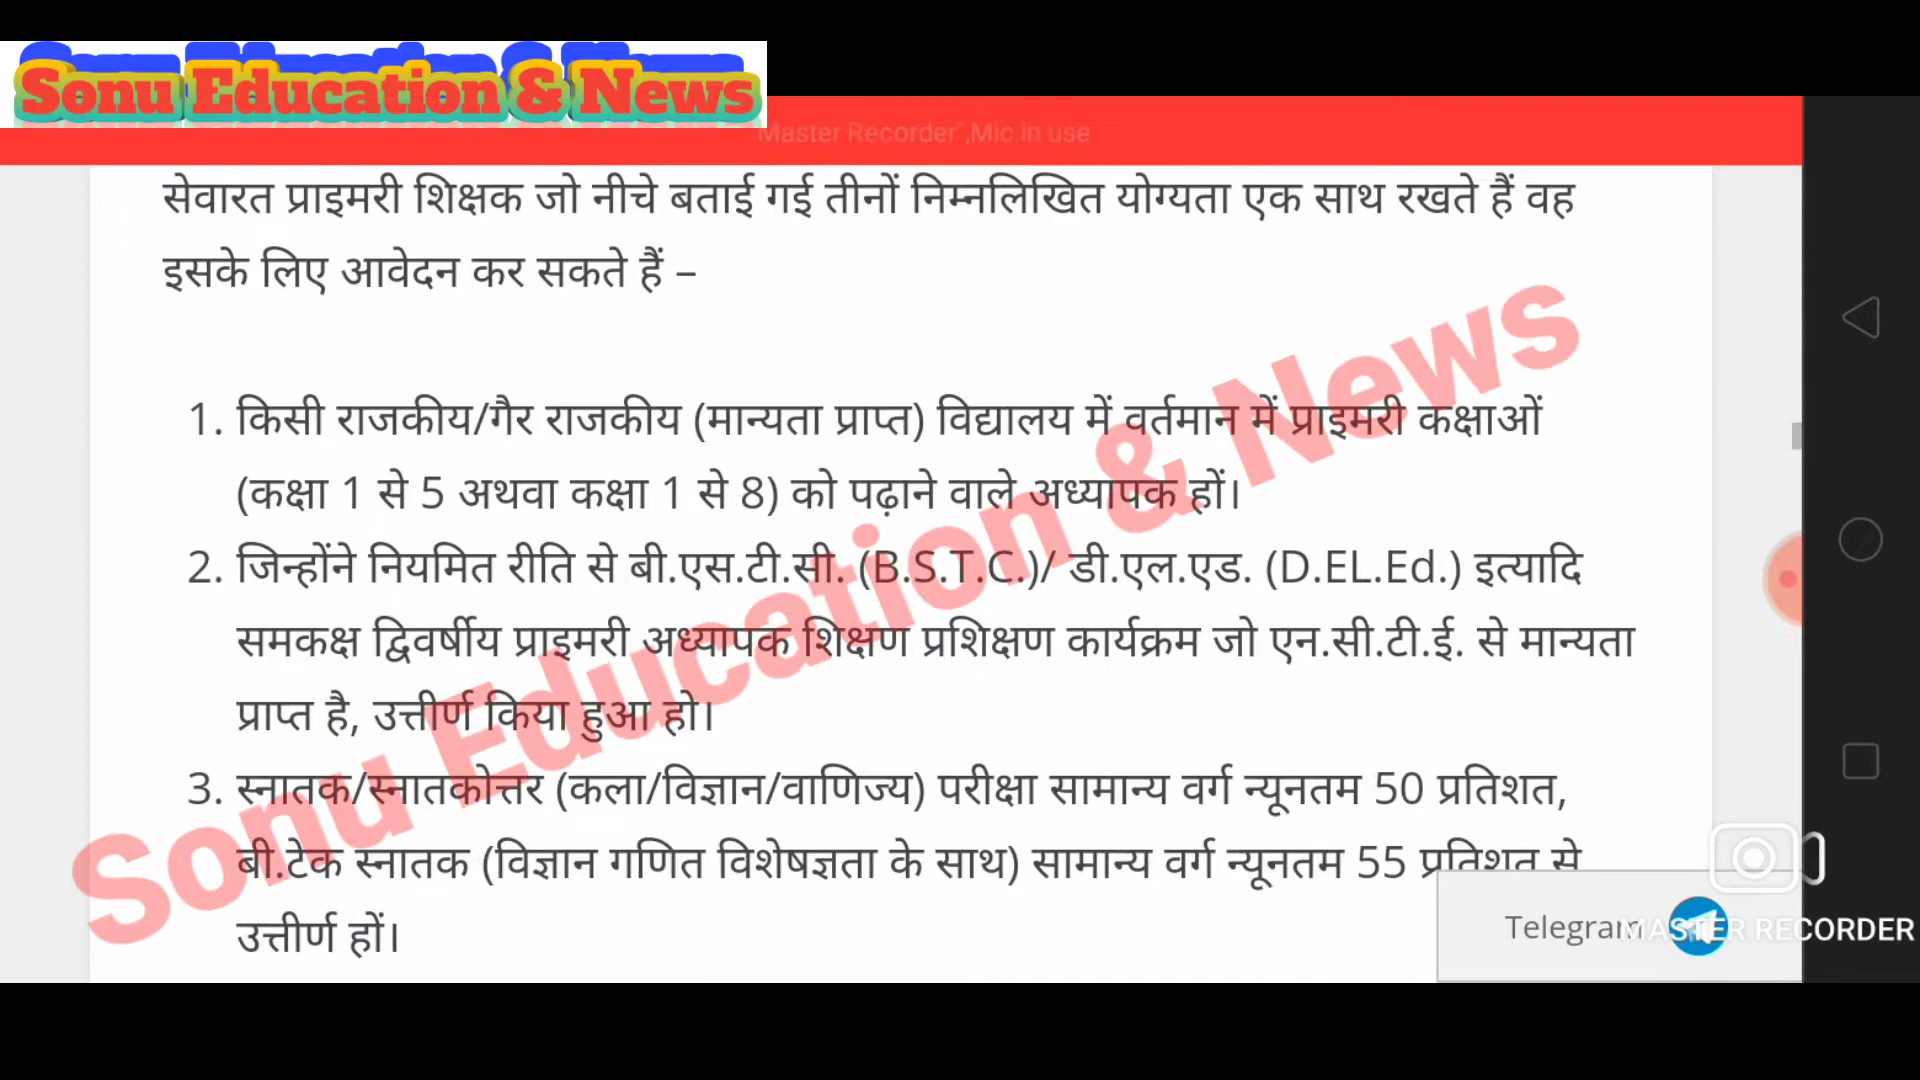 Sonu Education & News
Master Recorder",Mic.in use
सेवारत प्राइमरी शिक्षक जो नीचे बताई गई तीनों निम्नलिखित योग्यता एक साथ रखते हैं वह
इसके लिए आवेदन कर सकते हैं –
1. किसी राजकीय/गैर राजकीय (मान्यता प्राप्त) विद्यालय में वर्तमान में प्राइमरी कक्षाओं
(कक्षा 1 से 5 अथवा कक्षा 1 से 8) को पढ़ाने वाले अध्यापक हों।
2. जिन्होंने नियमित रीति से बी.एस.टी.सी. (B.S.T.C.)/ डी.एल.एड. (D.EL.Ed.) इत्यादि
समकक्ष द्विवर्षीय प्राइमरी अध्यापक शिक्षण प्रशिक्षण कार्यक्रम जो एन.सी.टी.ई. से मान्यता
प्राप्त है, उत्तीर्ण किया हुआ हो।
3. स्नातक/स्नातकोत्तर (कला/विज्ञान/वाणिज्य) परीक्षा सामान्य वर्ग न्यूनतम 50 प्रतिशत,
बी.टेक स्नातक (विज्ञान गणित विशेषज्ञता के साथ) सामान्य वर्ग न्यूनतम 55 प्रतिशत से
उत्तीर्ण हों।
Sonu Education & News
Telegram
MASTER RECORDER